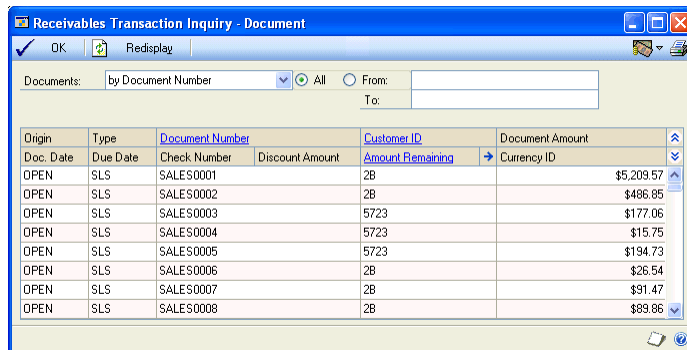 Receivables Transaction Inquiry - Document
OK Redisplay
Documents: by Document Number All From:
To:
Origin Type Document Number Customer ID Document Amount
Doc. Date Due Date Check Number Discount Amount Amount Remaining Currency ID
OPEN SLS SALES0001 2B $5,209.57
OPEN SLS SALES0002 2B $486.85
OPEN SLS SALES0003 5723 $177.06
OPEN SLS SALES0004 5723 $15.75
OPEN SLS SALES0005 5723 $194.73
OPEN SLS SALES0006 2B $26.54
OPEN SLS SALES0007 2B $91.47
OPEN SLS SALES0008 2B $89.86